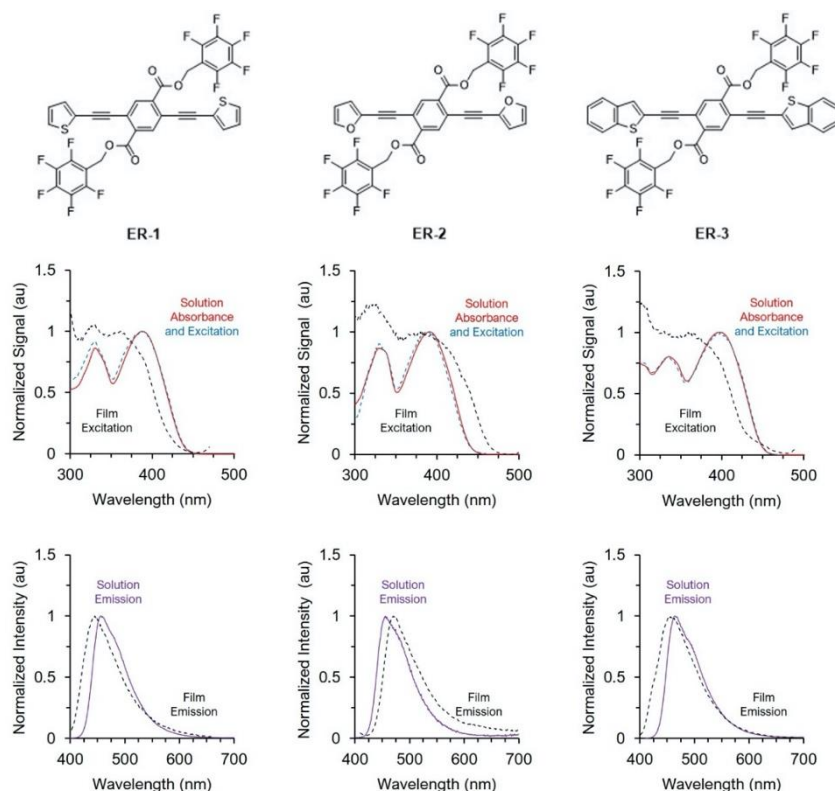 F F F F F O O S S O O F F F F F
F F F F F O O O O O O F F F F F
F F F F F O O S S O O F F F F F
ER-1
ER-2
ER-3
Normalized Signal (au)
1.5
1
0.5
0
Solution
Absorbance
and Excitation
Film
Excitation
300
400
500
Wavelength (nm)
Normalized Signal (au)
1.5
1
0.5
0
Solution
Absorbance
and Excitation
Film
Excitation
300
400
500
Wavelength (nm)
Normalized Signal (au)
1.5
1
0.5
0
Solution
Absorbance
and Excitation
Film
Excitation
300
400
500
Wavelength (nm)
Normalized Intensity (au)
1.5
1
0.5
0
Solution
Emission
Film
Emission
400
500
600
700
Wavelength (nm)
Normalized Intensity (au)
1.5
1
0.5
0
Solution
Emission
Film
Emission
400
500
600
700
Wavelength (nm)
Normalized Intensity (au)
1.5
1
0.5
0
Solution
Emission
Film
Emission
400
500
600
700
Wavelength (nm)